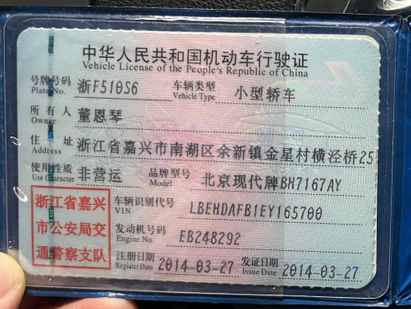 中华人民共和国机动车行驶证
Vehicle License of the People's Republic of China
号牌号码 浙F510S6 车辆类型 小型轿车
Plate No. Vehicle Type
所有人 董恩琴
Owner
住址 浙江省嘉兴市南湖区余新镇金星村横泾桥25
Address
使用性质 非营运 品牌型号 北京现代牌BH7167AY
Use Character Model
浙江省嘉兴 车辆识别代号 LBEHDAFB1EY165700
VIN
市公安局交 发动机号码 EB248292
Engine No.
通警察支队 注册日期 2014-03-27 发证日期 2014-03-27
Register Date Issue Date